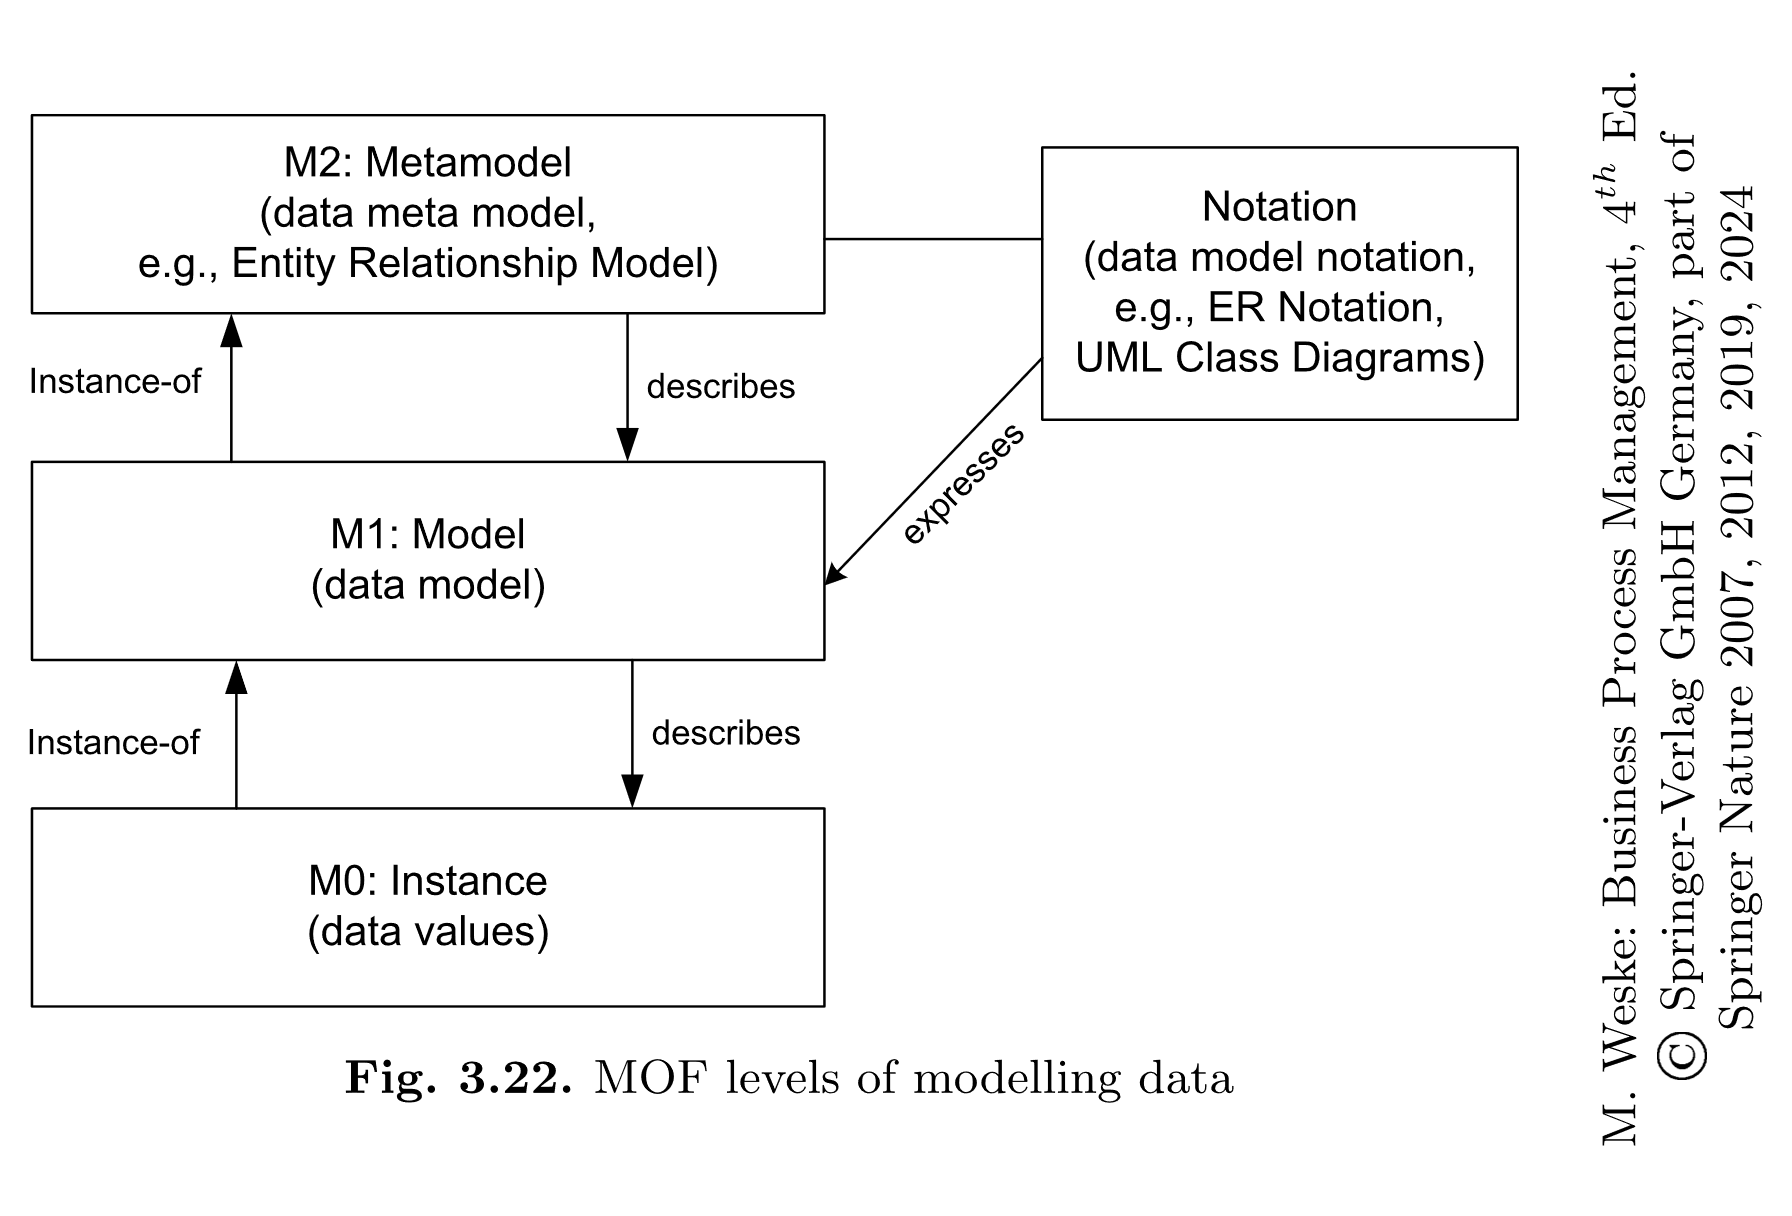 M2: Metamodel
(data meta model,
e.g., Entity Relationship Model)
Notation
(data model notation,
e.g., ER Notation,
UML Class Diagrams)
Instance-of
describes
expresses
M1: Model
(data model)
Instance-of
describes
M0: Instance
(data values)
Fig. 3.22. MOF levels of modelling data
M. Weske: Business Process Management, 4th Ed.
© Springer-Verlag GmbH Germany, part of
Springer Nature 2007, 2012, 2019, 2024